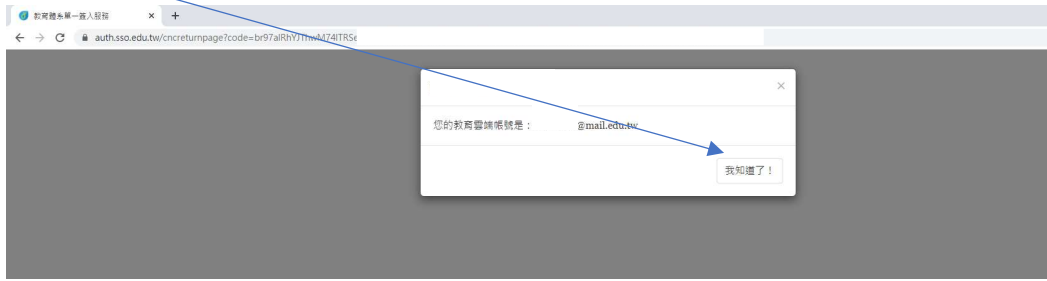 教育體系單一簽入服務
auth.sso.edu.tw/cncreturnpage?code=
您的教育雲端帳號是： @mail.edu.tw
我知道了！